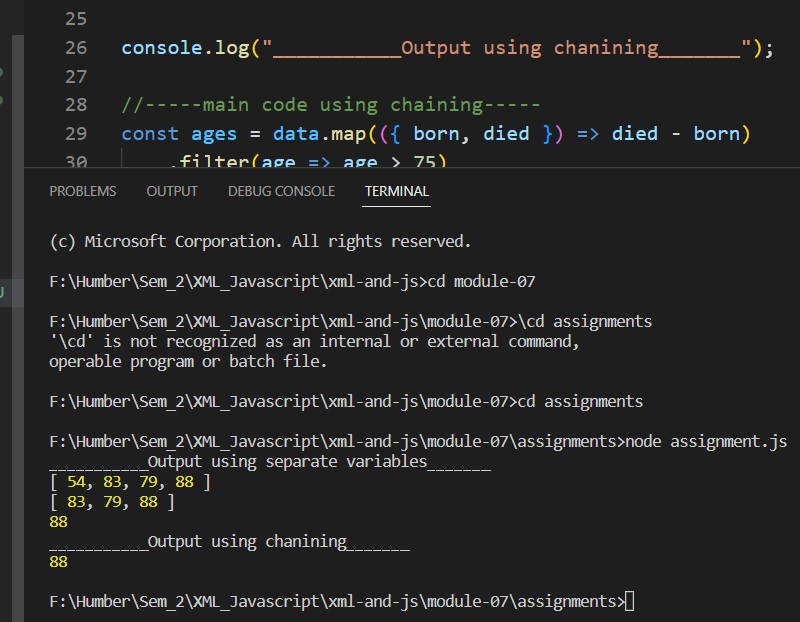 25
26 console.log("___________Output using chanining_______");
27
28 //-----main code using chaining-----
29 const ages = data.map(({ born, died }) => died - born)
30 .filter(age => age > 75)
PROBLEMS OUTPUT DEBUG CONSOLE TERMINAL
(c) Microsoft Corporation. All rights reserved.
F:\Humber\Sem_2\XML_Javascript\xml-and-js>cd module-07
F:\Humber\Sem_2\XML_Javascript\xml-and-js\module-07>\cd assignments
'\cd' is not recognized as an internal or external command,
operable program or batch file.
F:\Humber\Sem_2\XML_Javascript\xml-and-js\module-07>cd assignments
F:\Humber\Sem_2\XML_Javascript\xml-and-js\module-07\assignments>node assignment.js
___________Output using separate variables_______
[ 54, 83, 79, 88 ]
[ 83, 79, 88 ]
88
___________Output using chanining_______
88
F:\Humber\Sem_2\XML_Javascript\xml-and-js\module-07\assignments>